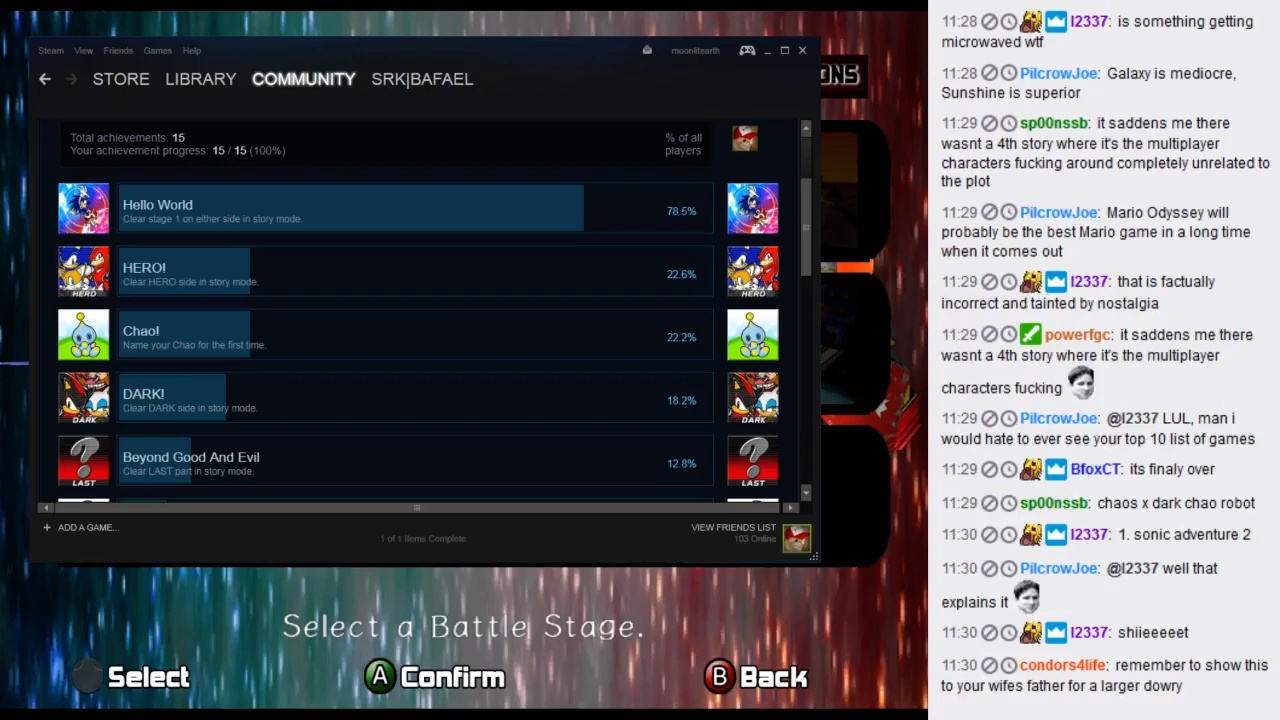 Steam View Friends Games Help
moonlitearth
STORE LIBRARY COMMUNITY SRK|BAFAEL
Total achievements: 15
Your achievement progress: 15 / 15 (100%)
% of all
players
Hello World
Clear stage 1 on either side in story mode.
78.5%
HERO!
Clear HERO side in story mode.
22.6%
HERO
HERO
Chao!
Name your Chao for the first time.
22.2%
DARK!
Clear DARK side in story mode.
18.2%
DARK
DARK
Beyond Good And Evil
Clear LAST part in story mode.
12.8%
?
LAST
?
LAST
+ ADD A GAME...
1 of 1 Items Complete
VIEW FRIENDS LIST
103 Online
Select a Battle Stage.
Select
A Confirm
B Back
11:28 l2337: is something getting
microwaved wtf
11:28 PilcrowJoe: Galaxy is mediocre,
Sunshine is superior
11:29 sp00nssb: it saddens me there
wasnt a 4th story where it's the multiplayer
characters fucking around completely unrelated to
the plot
11:29 PilcrowJoe: Mario Odyssey will
probably be the best Mario game in a long time
when it comes out
11:29 l2337: that is factually
incorrect and tainted by nostalgia
11:29 powerfgc: it saddens me there
wasnt a 4th story where it's the multiplayer
characters fucking
11:29 PilcrowJoe: @l2337 LUL, man i
would hate to ever see your top 10 list of games
11:29 BfoxCT: its finaly over
11:29 sp00nssb: chaos x dark chao robot
11:30 l2337: 1. sonic adventure 2
11:30 PilcrowJoe: @l2337 well that
explains it
11:30 l2337: shiieeeeet
11:30 condors4life: remember to show this
to your wifes father for a larger dowry